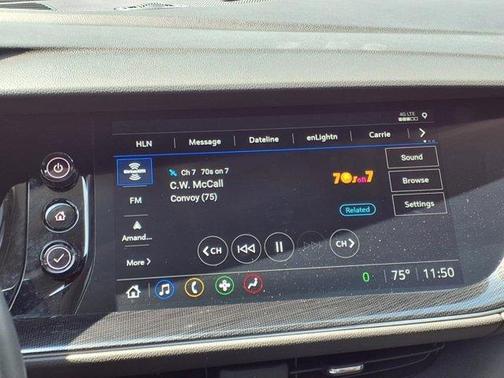 4G LTE
HLN Message Dateline enLightn Carrie
SiriusXM
Ch 7 70s on 7
C.W. McCall
Convoy (75)
70s on 7
Related
Sound
Browse
Settings
FM
Amand...
More
CH
CH
0 75° 11:50